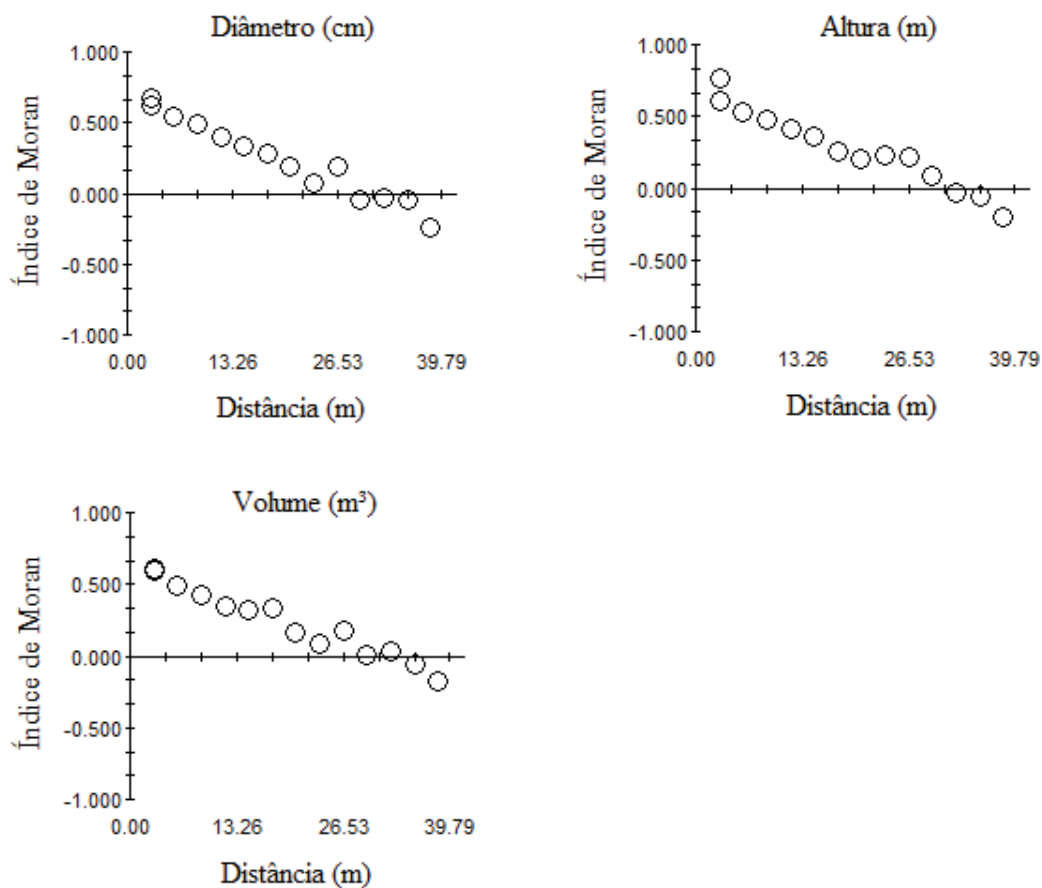 Diâmetro (cm)
Índice de Moran
1.000
0.500
0.000
-0.500
-1.000
0.00 13.26 26.53 39.79
Distância (m)
Altura (m)
Índice de Moran
1.000
0.500
0.000
-0.500
-1.000
0.00 13.26 26.53 39.79
Distância (m)
Volume (m³)
Índice de Moran
1.000
0.500
0.000
-0.500
-1.000
0.00 13.26 26.53 39.79
Distância (m)